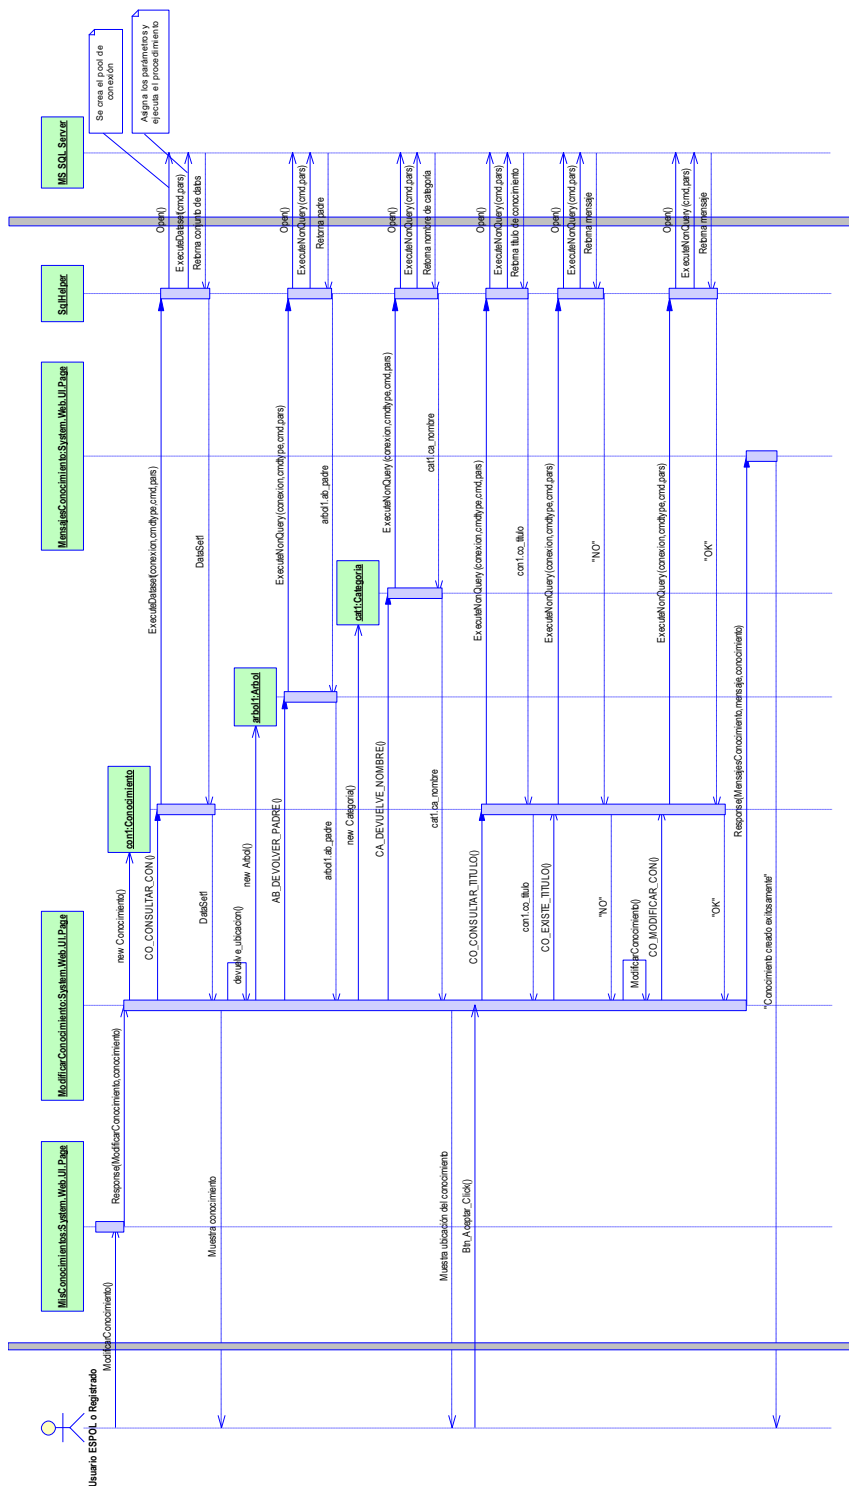 Usuario ESPOL o Registrado
MisConocimientos:System.Web.UI.Page
ModificarConocimiento:System.Web.UI.Page
con1:Conocimiento
arbol1:Arbol
cat1:Categoria
MensajesConocimiento:System.Web.UI.Page
SqlHelper
MS SQL Server
Se crea el pool de
conexión
Asigna los parámetros y
ejecuta el procedimiento
ModificarConocimiento()
Response(ModificarConocimiento,conocimiento)
new Conocimiento()
CO_CONSULTAR_CON()
ExecuteDataset(conexion,cmdtype,cmd,pars)
Open()
ExecuteDataset(cmd,pars)
Retorna conjunto de datos
DataSet1
DataSet1
Muestra conocimiento
devuelve_ubicacion()
new Arbol()
AB_DEVOLVER_PADRE()
ExecuteNonQuery(conexion,cmdtype,cmd,pars)
Open()
ExecuteNonQuery(cmd,pars)
Retorna padre
arbol1.ab_padre
arbol1.ab_padre
new Categoria()
CA_DEVUELVE_NOMBRE()
ExecuteNonQuery(conexion,cmdtype,cmd,pars)
Open()
ExecuteNonQuery(cmd,pars)
Retorna nombre de categoría
cat1.ca_nombre
cat1.ca_nombre
Muestra ubicación del conocimiento
Btn_Aceptar_Click()
CO_CONSULTAR_TITULO()
ExecuteNonQuery(conexion,cmdtype,cmd,pars)
Open()
ExecuteNonQuery(cmd,pars)
Retorna título de conocimiento
con1.co_titulo
con1.co_titulo
CO_EXISTE_TITULO()
ExecuteNonQuery(conexion,cmdtype,cmd,pars)
Open()
ExecuteNonQuery(cmd,pars)
Retorna mensaje
"NO"
"NO"
ModificarConocimiento()
CO_MODIFICAR_CON()
ExecuteNonQuery(conexion,cmdtype,cmd,pars)
Open()
ExecuteNonQuery(cmd,pars)
Retorna mensaje
"OK"
"OK"
Response(MensajesConocimiento,mensaje,conocimiento)
"Conocimiento creado exitosamente"